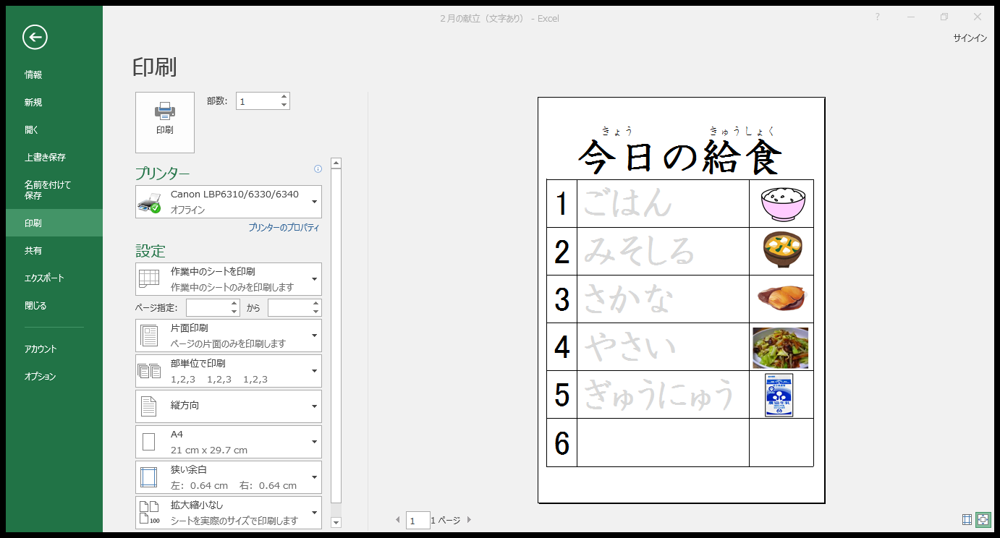 ２月の献立（文字あり） - Excel
?
サインイン
情報
新規
開く
上書き保存
名前を付けて
保存
印刷
共有
エクスポート
閉じる
アカウント
オプション
印刷
印刷
部数:
1
プリンター
Canon LBP6310/6330/6340
オフライン
プリンターのプロパティ
設定
作業中のシートを印刷
作業中のシートのみを印刷します
ページ指定:
から
片面印刷
ページの片面のみを印刷します
部単位で印刷
1,2,3 1,2,3 1,2,3
縦方向
A4
21 cm x 29.7 cm
狭い余白
左: 0.64 cm 右: 0.64 cm
拡大縮小なし
100
シートを実際のサイズで印刷します
きょう きゅうしょく
今日の給食
1 ごはん
2 みそしる
3 さかな
4 やさい
5 ぎゅうにゅう
農協牛乳
6
1
1 ページ